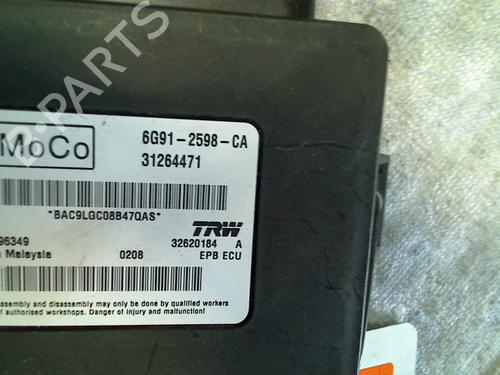 B-PARTS
MoCo
6G91-2598-CA
31264471
*BAC9LGC08B47QAS*
96349
TRW
32620184 A
Malaysia
0208
EPB ECU
assembly and disassembly may only be done by qualified workers
of authorised workshops. Danger of injury and malfunction!